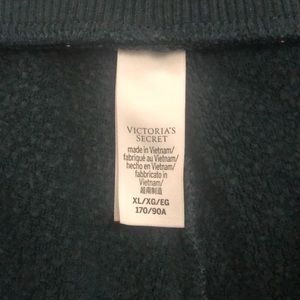 VICTORIA'S
SECRET
made in Vietnam/
fabriqué au Vietnam/
hecho en Vietnam/
fabbricato in
Vietnam/
越南制造
XL/XG/EG
170/90A